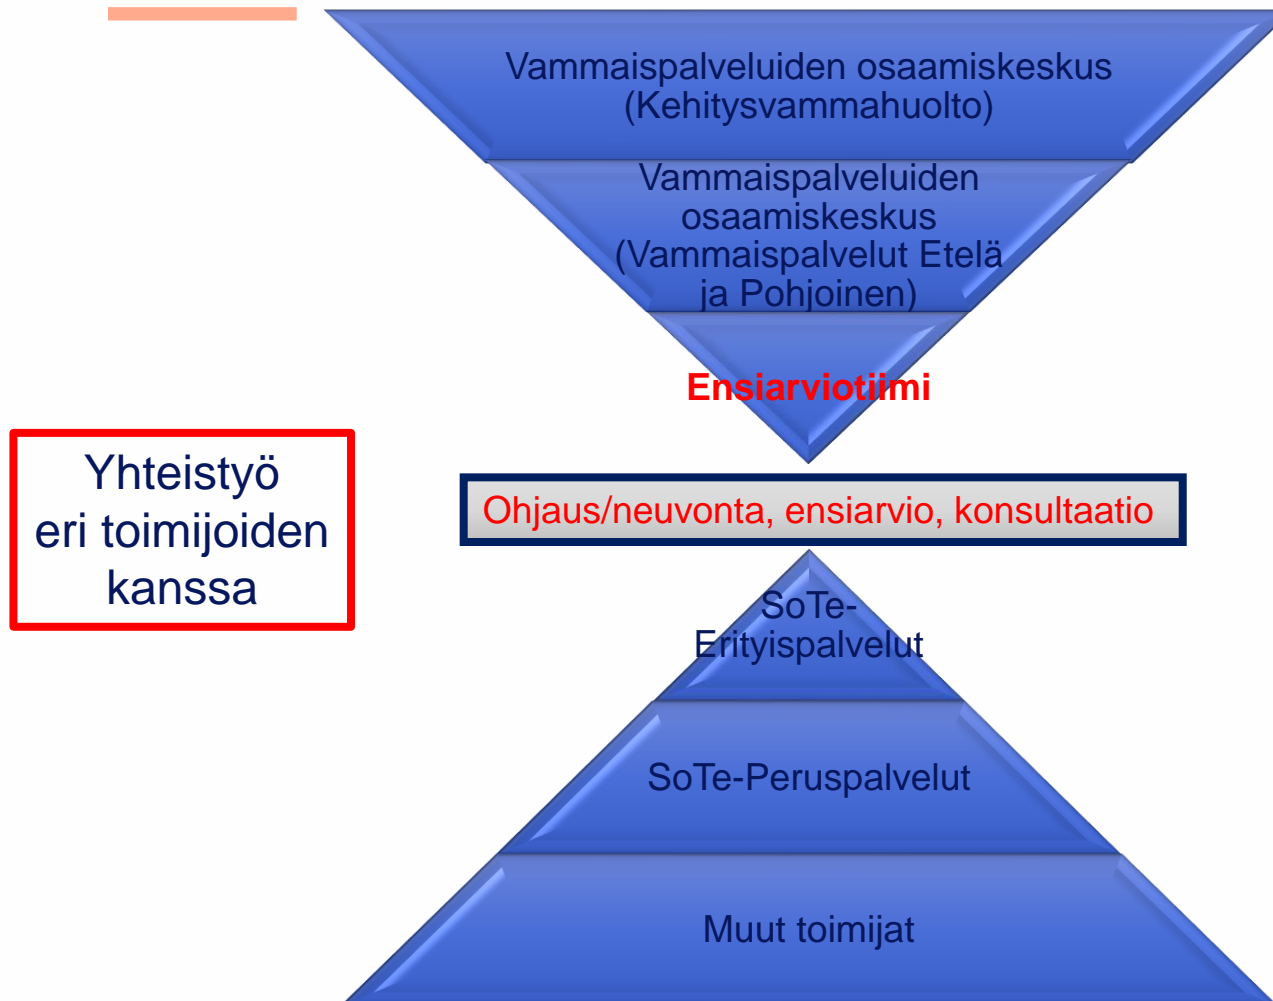 Vammaispalveluiden osaamiskeskus
(Kehitysvammahuolto)
Vammaispalveluiden
osaamiskeskus
(Vammaispalvelut Etelä
ja Pohjoinen)
Ensiarviotiimi
Yhteistyö
eri toimijoiden
kanssa
Ohjaus/neuvonta, ensiarvio, konsultaatio
SoTe-
Erityispalvelut
SoTe-Peruspalvelut
Muut toimijat